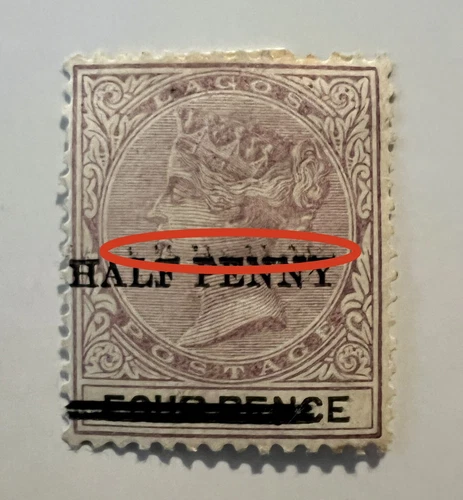 LAGOS
HALF PENNY
POSTAGE
FOUR PENCE